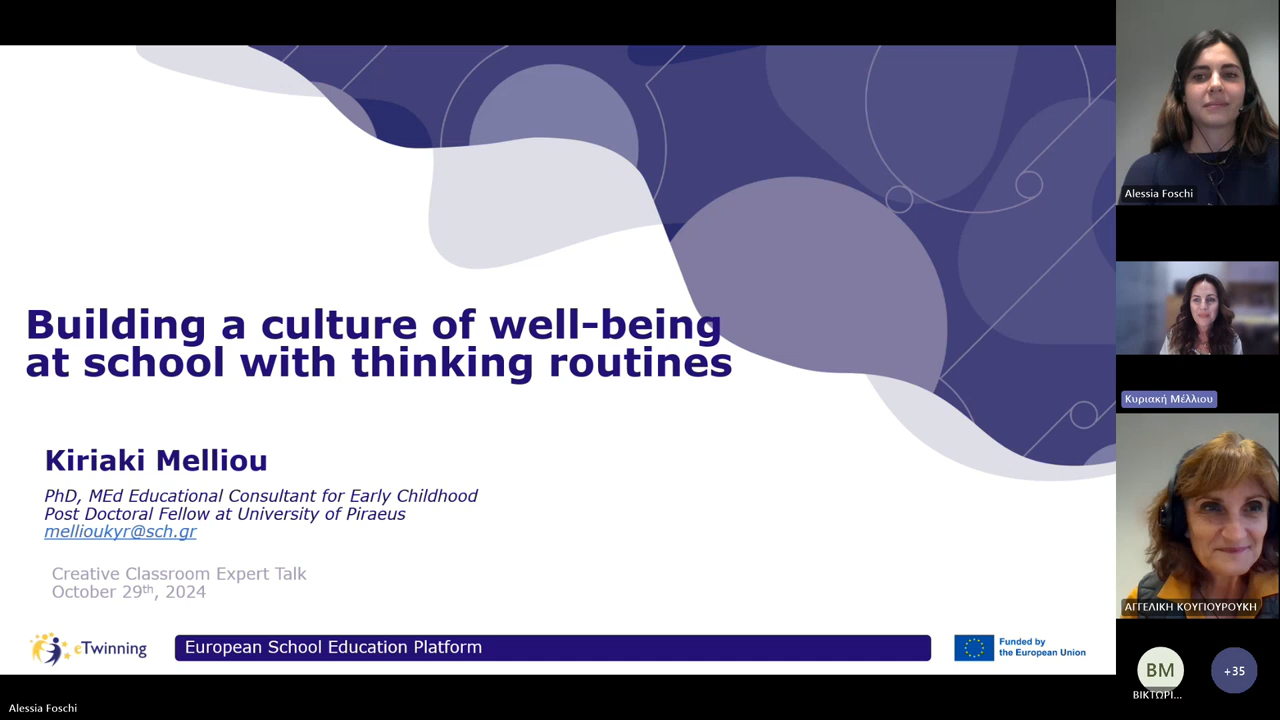 Building a culture of well-being
at school with thinking routines
Kiriaki Melliou
PhD, MEd Educational Consultant for Early Childhood
Post Doctoral Fellow at University of Piraeus
mellioukyr@sch.gr
Creative Classroom Expert Talk
October 29th, 2024
eTwinning
European School Education Platform
Funded by
the European Union
Alessia Foschi
Alessia Foschi
Κυριακή Μέλλιου
ΑΓΓΕΛΙΚΗ ΚΟΥΓΙΟΥΡΟΥΚΗ
BM
ΒΙΚΤΩΡΙ...
+35